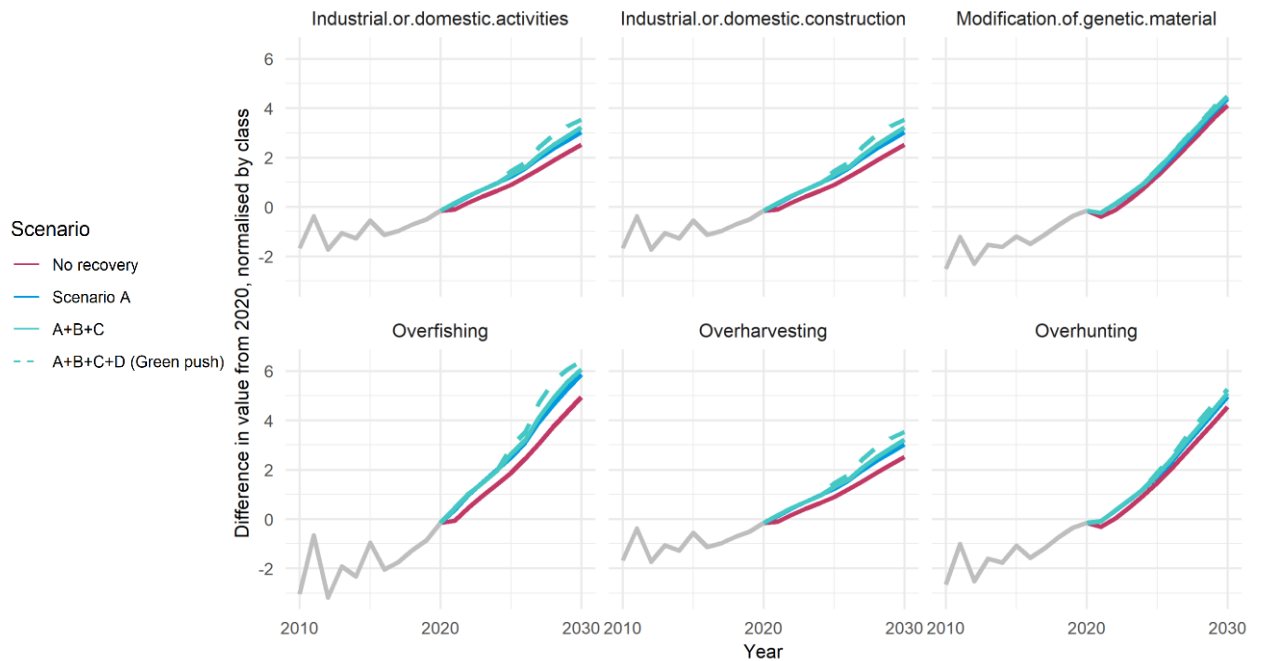 Industrial.or.domestic.activities
Industrial.or.domestic.construction
Modification.of.genetic.material
6
4
2
0
-2
Scenario
No recovery
Scenario A
A+B+C
A+B+C+D (Green push)
Difference in value from 2020, normalised by class
Overfishing
Overharvesting
Overhunting
6
4
2
0
-2
2010 2020 2030 2010 2020 2030 2010 2020 2030
Year